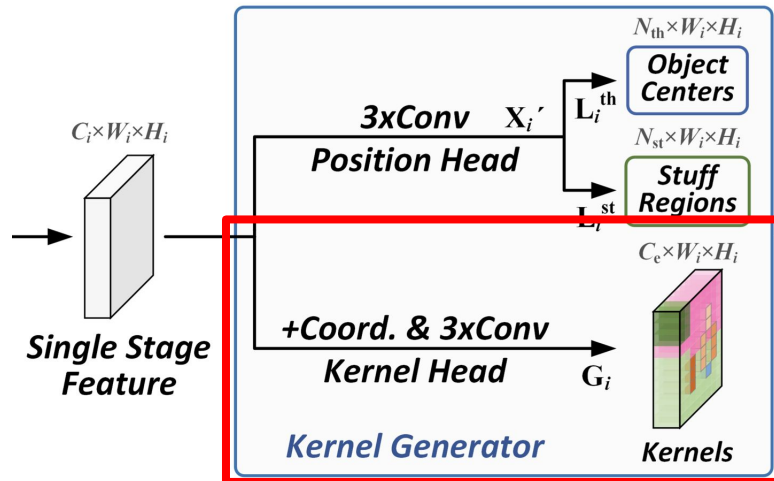 C_i×W_i×H_i
Single Stage
Feature
3xConv
Position Head
X_i′
L_i^th
N_th×W_i×H_i
Object
Centers
L_i^st
N_st×W_i×H_i
Stuff
Regions
+Coord. & 3xConv
Kernel Head
G_i
C_e×W_i×H_i
Kernels
Kernel Generator